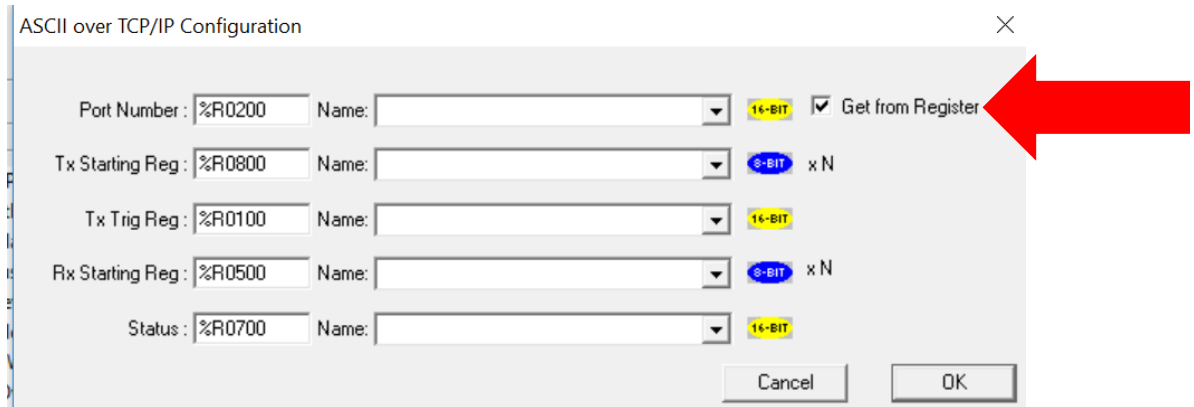 ASCII over TCP/IP Configuration
Port Number : %R0200 Name: 16-BIT Get from Register
Tx Starting Reg : %R0800 Name: 8-BIT x N
Tx Trig Reg : %R0100 Name: 16-BIT
Rx Starting Reg : %R0500 Name: 8-BIT x N
Status : %R0700 Name: 16-BIT
Cancel OK